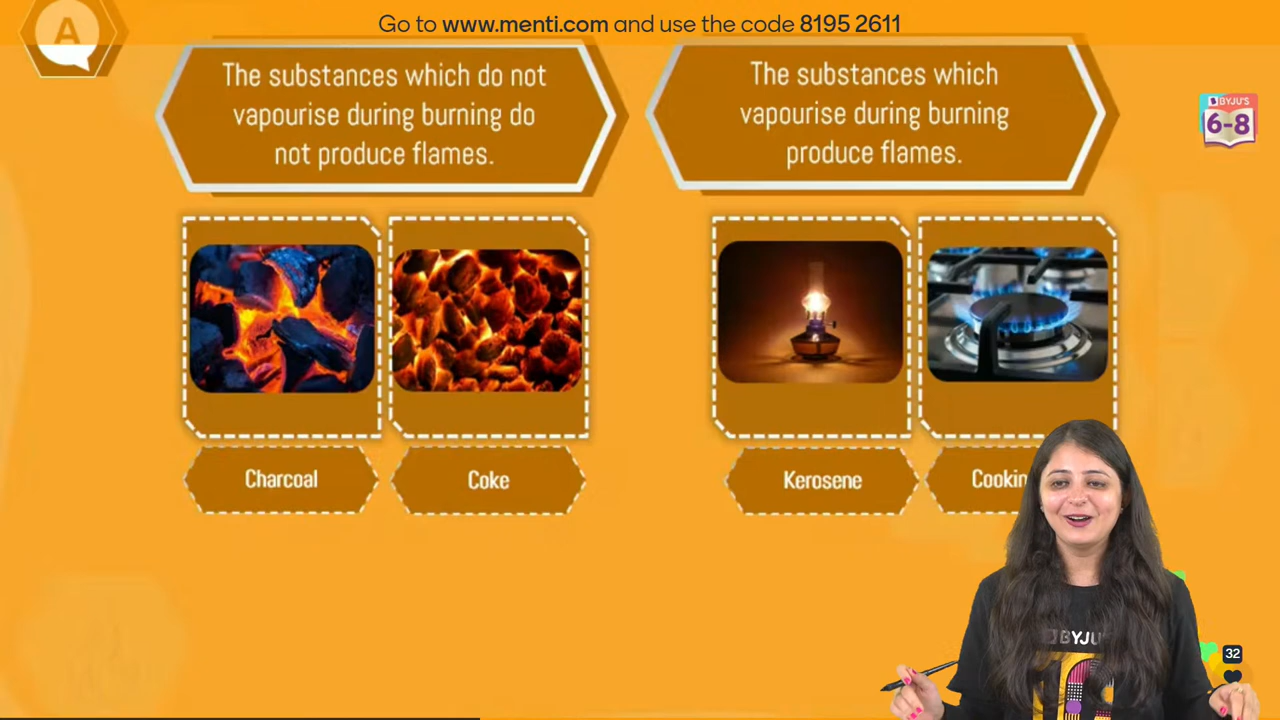 Go to www.menti.com and use the code 8195 2611
A
The substances which do not
vapourise during burning do
not produce flames.
The substances which
vapourise during burning
produce flames.
BYJU'S
6-8
Charcoal
Coke
Kerosene
BYJU
32